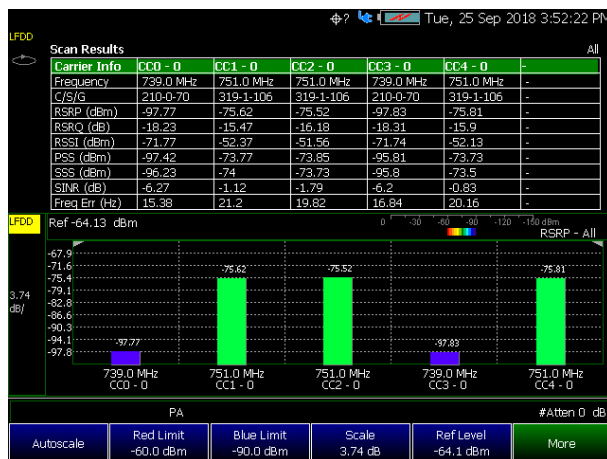 ? Tue, 25 Sep 2018 3:52:22 PM
LFDD
Scan Results All
Carrier Info CC0 - 0 CC1 - 0 CC2 - 0 CC3 - 0 CC4 - 0 -
Frequency 739.0 MHz 751.0 MHz 751.0 MHz 739.0 MHz 751.0 MHz -
C/S/G 210-0-70 319-1-106 319-1-106 210-0-70 319-1-106 -
RSRP (dBm) -97.77 -75.62 -75.52 -97.83 -75.81 -
RSRQ (dB) -18.23 -15.47 -16.18 -18.31 -15.9 -
RSSI (dBm) -71.77 -52.37 -51.56 -71.74 -52.13 -
PSS (dBm) -97.42 -73.77 -73.85 -95.81 -73.73 -
SSS (dBm) -96.23 -74 -73.73 -95.8 -73.5 -
SINR (dB) -6.27 -1.12 -1.79 -6.2 -0.83 -
Freq Err (Hz) 15.38 21.2 19.82 16.84 20.16 -
LFDD Ref -64.13 dBm 0 -30 -60 -90 -120 -150 dBm
RSRP - All
-67.9
-71.6
-75.4
-79.1
-82.8
-86.6
-90.3
-94.1
-97.8
3.74
dB/
-97.77 -75.62 -75.52 -97.83 -75.81
739.0 MHz 751.0 MHz 751.0 MHz 739.0 MHz 751.0 MHz
CC0 - 0 CC1 - 0 CC2 - 0 CC3 - 0 CC4 - 0
PA #Atten 0 dB
Autoscale
Red Limit
-60.0 dBm
Blue Limit
-90.0 dBm
Scale
3.74 dB
Ref Level
-64.1 dBm
More